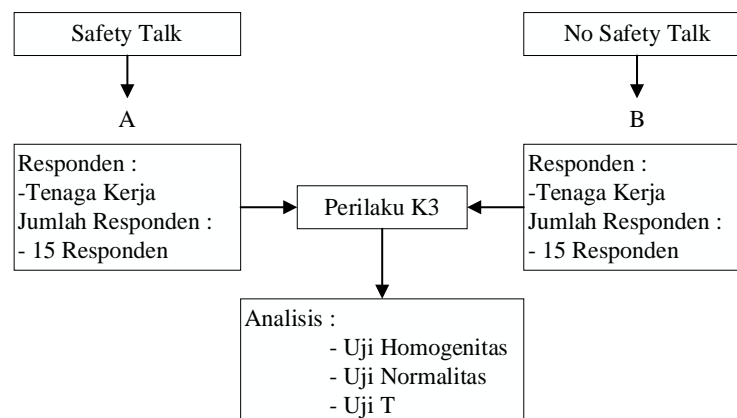 Safety Talk
No Safety Talk
A
B
Responden :
-Tenaga Kerja
Jumlah Responden :
- 15 Responden
Perilaku K3
Responden :
-Tenaga Kerja
Jumlah Responden :
- 15 Responden
Analisis :
- Uji Homogenitas
- Uji Normalitas
- Uji T